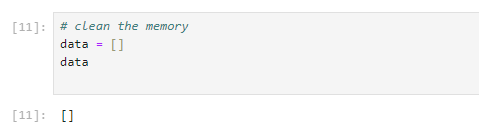 [11]: # clean the memory
data = []
data
[11]: []